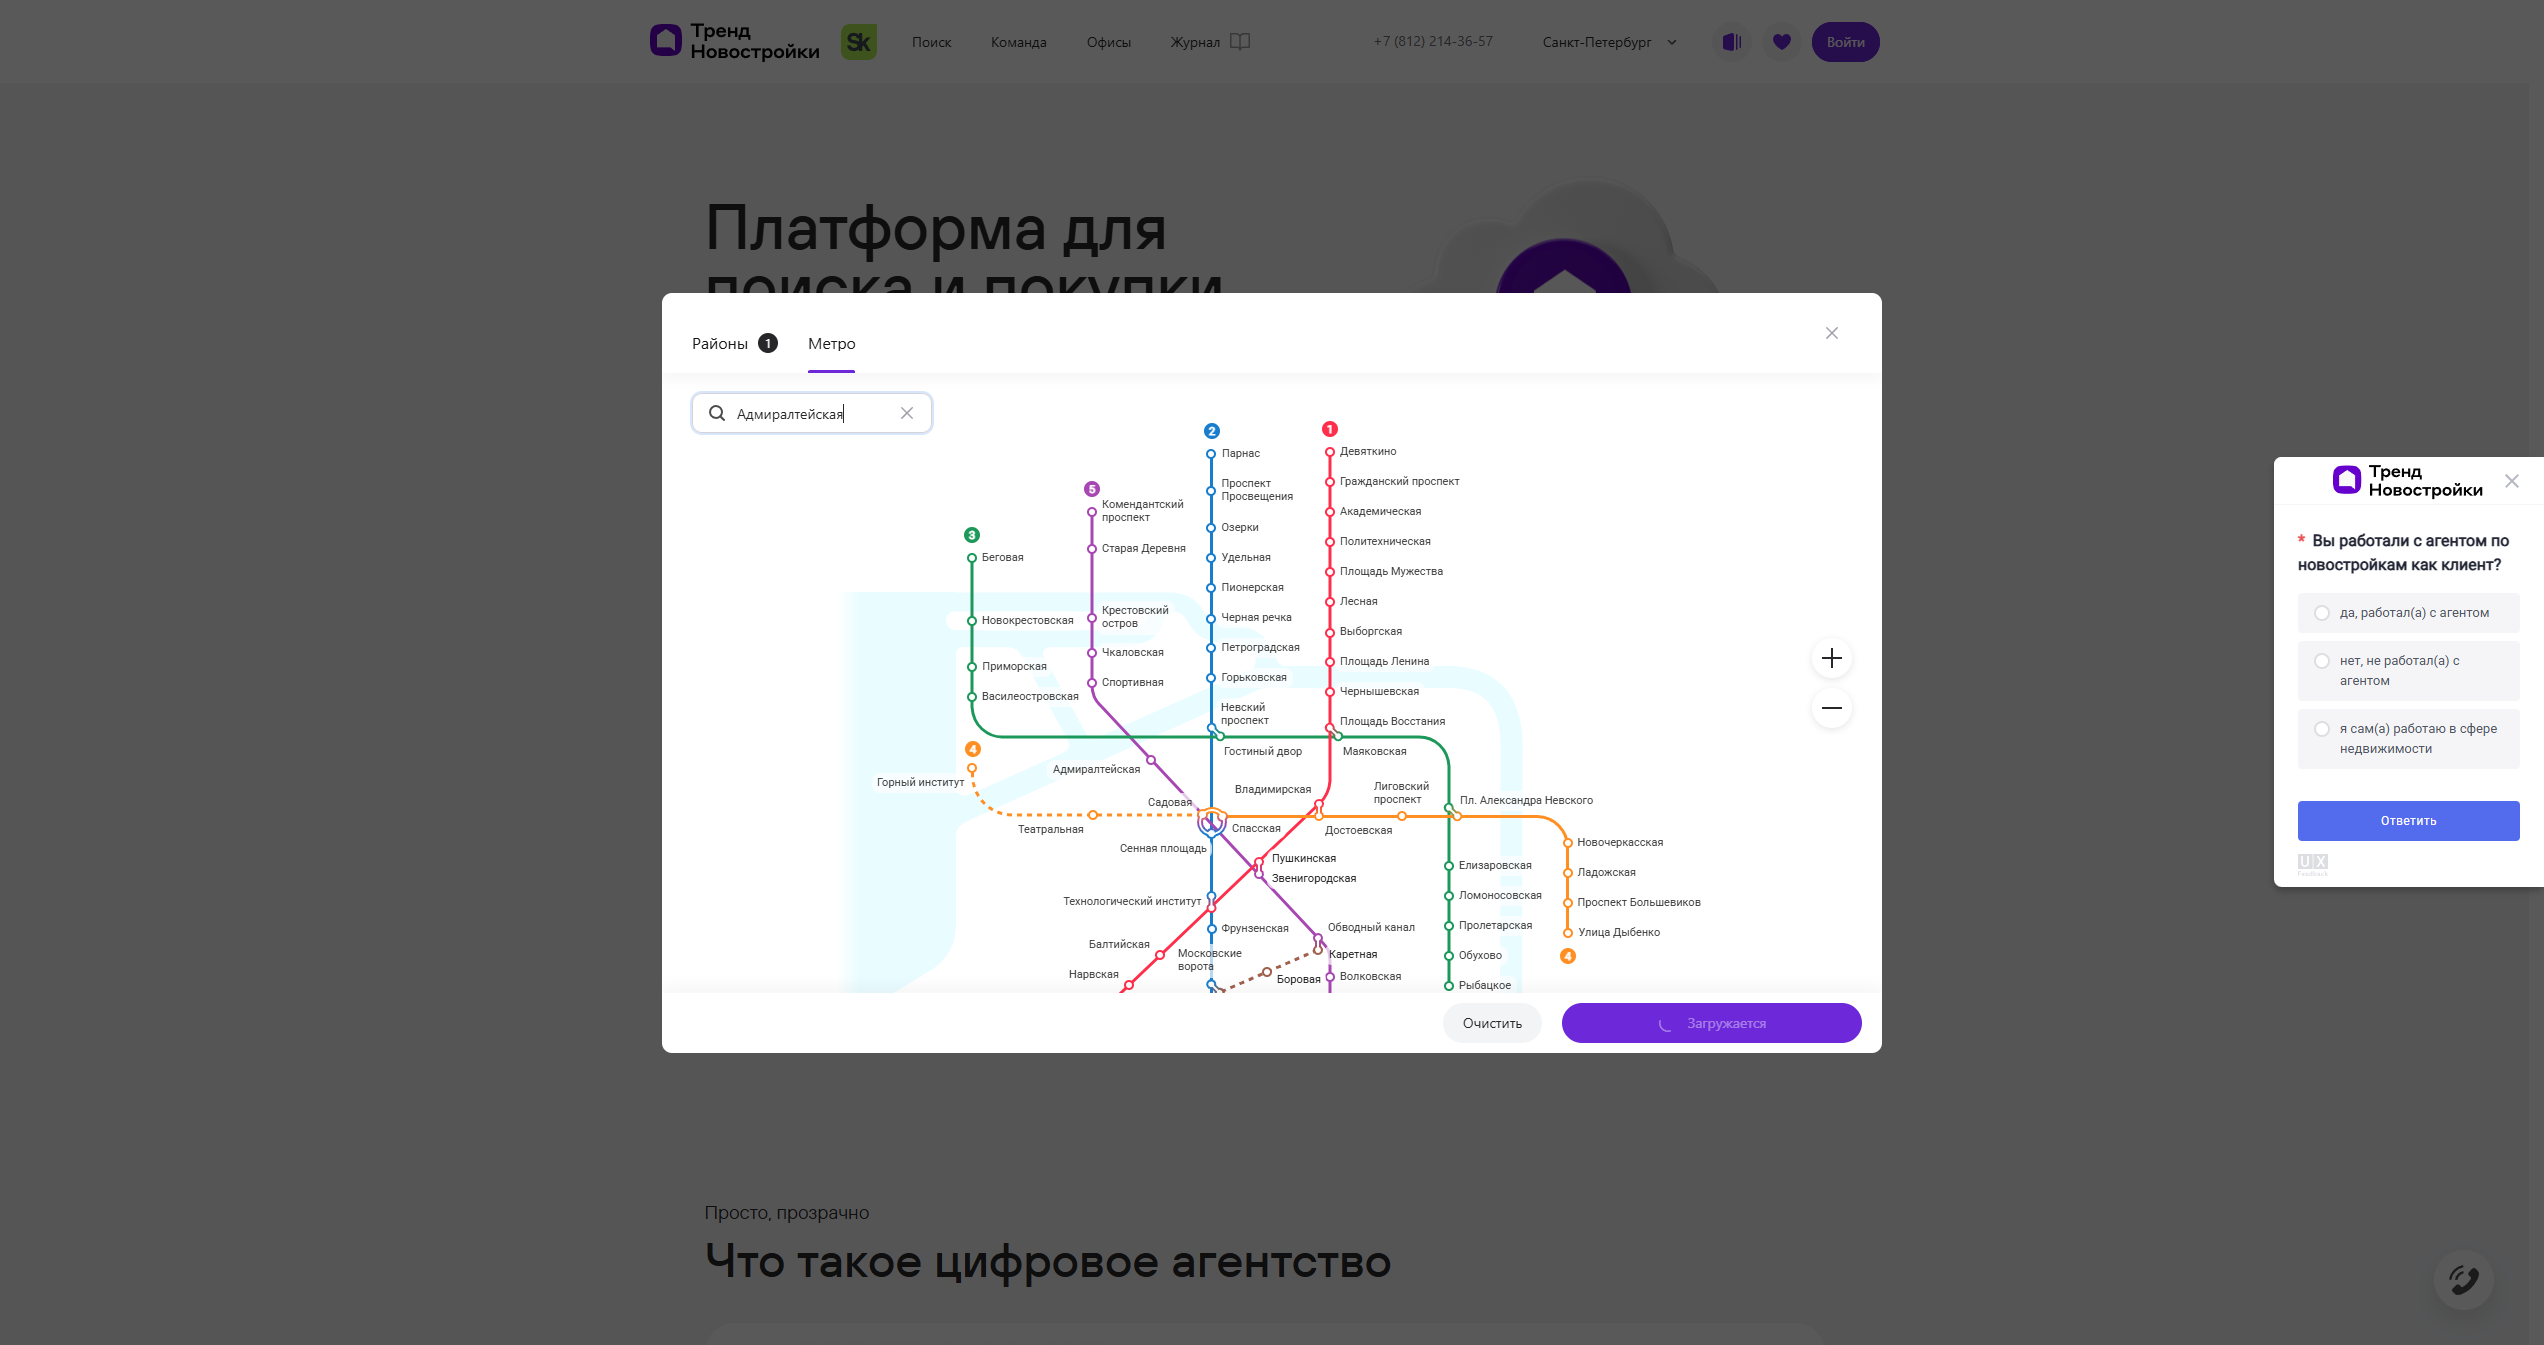 Тренд
Новостройки
Sk
Поиск
Команда
Офисы
Журнал
+7 (812) 214-36-57
Санкт-Петербург
Войти
Платформа для
поиска и покупки
Районы 1
Метро
Адмиралтейская
2
1
Парнас
Девяткино
Проспект
Просвещения
Гражданский проспект
5
Комендантский
проспект
Академическая
Озерки
3
Политехническая
Старая Деревня
Беговая
Удельная
Площадь Мужества
Пионерская
Лесная
Крестовский
остров
Новокрестовская
Черная речка
Выборгская
Чкаловская
Петроградская
Площадь Ленина
Приморская
Спортивная
Горьковская
Василеостровская
Чернышевская
Невский
проспект
Площадь Восстания
4
Гостиный двор
Маяковская
Адмиралтейская
Горный институт
Владимирская
Лиговский
проспект
Садовая
Пл. Александра Невского
Театральная
Спасская
Достоевская
Сенная площадь
Новочеркасская
Пушкинская
Елизаровская
Звенигородская
Ладожская
Технологический институт
Ломоносовская
Проспект Большевиков
Фрунзенская
Обводный канал
Пролетарская
Улица Дыбенко
Балтийская
Московские
ворота
Каретная
Обухово
4
Нарвская
Боровая
Волковская
Рыбацкое
Очистить
Загружается
Тренд
Новостройки
* Вы работали с агентом по
новостройкам как клиент?
да, работал(а) с агентом
нет, не работал(а) с
агентом
я сам(а) работаю в сфере
недвижимости
Ответить
UX
Feedback
Просто, прозрачно
Что такое цифровое агентство